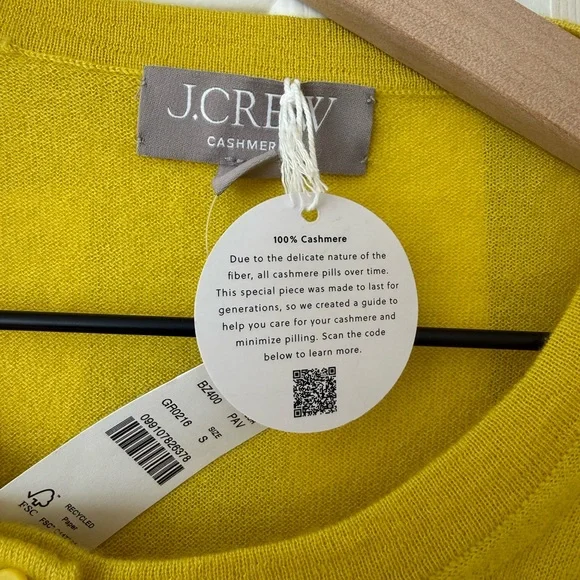 J.CREW
CASHMERE
100% Cashmere
Due to the delicate nature of the
fiber, all cashmere pills over time.
This special piece was made to last for
generations, so we created a guide to
help you care for your cashmere and
minimize pilling. Scan the code
below to learn more.
BZ400 PAV
GR0216 SIZE
099107826378 S
FSC
RECYCLED
Paper
FSC®